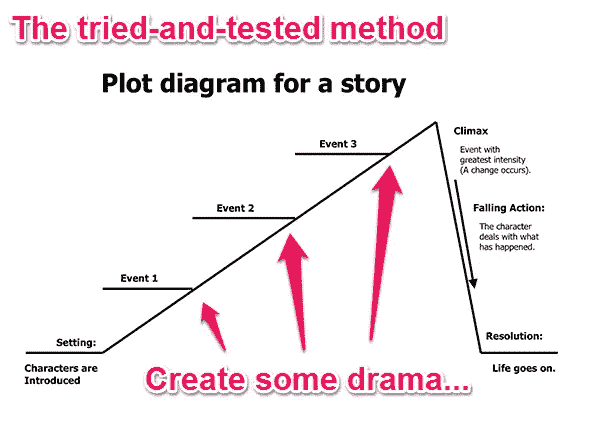 The tried-and-tested method
Plot diagram for a story
Event 3
Climax
Event with
greatest intensity
(A change occurs).
Event 2
Falling Action:
The character
deals with what
has happened.
Event 1
Setting:
Resolution:
Characters are
Introduced
Life goes on.
Create some drama...